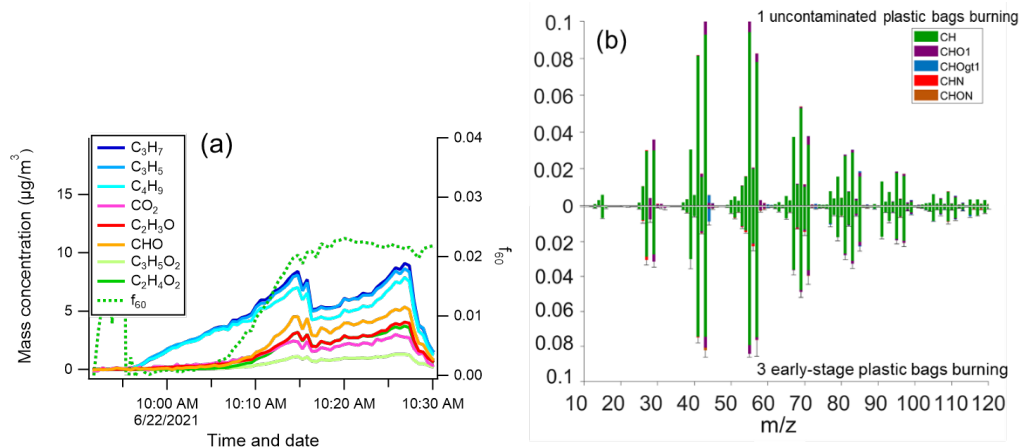 (a)
Mass concentration (µg/m³)
15
10
5
0
C₃H₇
C₃H₅
C₄H₉
CO₂
C₂H₃O
CHO
C₃H₅O₂
C₂H₄O₂
f₆₀
0.04
0.03
0.02
0.01
0.00
f₆₀
10:00 AM 10:10 AM 10:20 AM 10:30 AM
6/22/2021
Time and date
(b)
1 uncontaminated plastic bags burning
CH
CHO1
CHOgt1
CHN
CHON
0.1
0.08
0.06
0.04
0.02
0
0.02
0.04
0.06
0.08
0.1
3 early-stage plastic bags burning
10 20 30 40 50 60 70 80 90 100 110 120
m/z